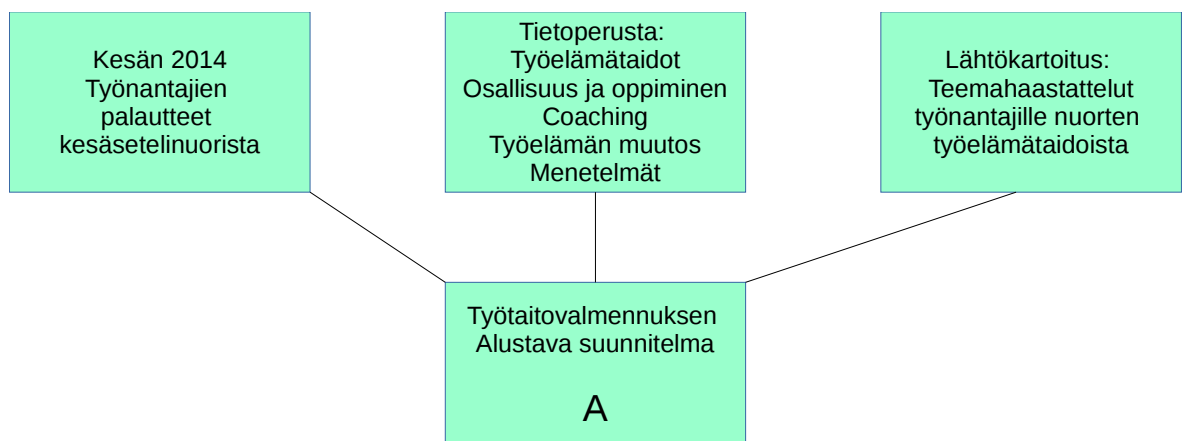 Kesän 2014
Työnantajien
palautteet
kesäsetelinuorista
Tietoperusta:
Työelämätaidot
Osallisuus ja oppiminen
Coaching
Työelämän muutos
Menetelmät
Lähtökartoitus:
Teemahaastattelut
työnantajille nuorten
työelämätaidoista
Työtaitovalmennuksen
Alustava suunnitelma
A